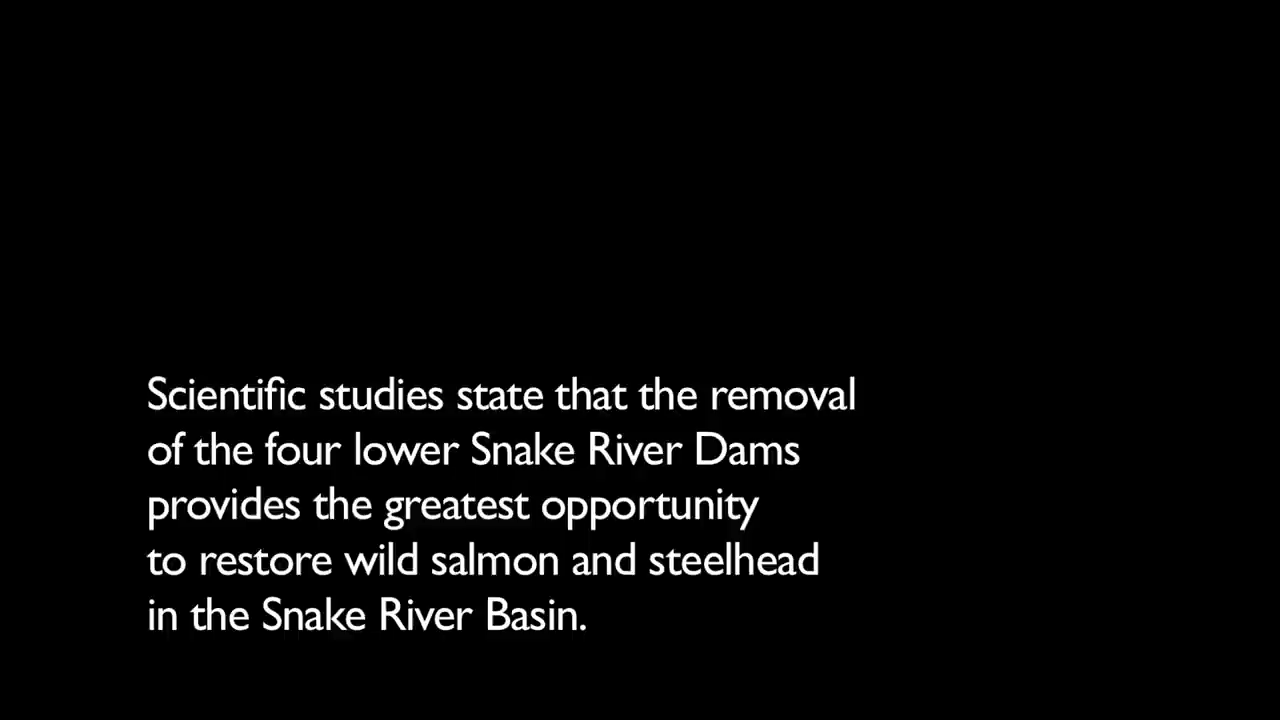 Scientific studies state that the removal
of the four lower Snake River Dams
provides the greatest opportunity
to restore wild salmon and steelhead
in the Snake River Basin.